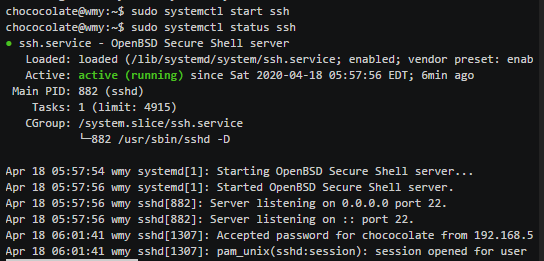 chococolate@wmy:~$ sudo systemctl start ssh
chococolate@wmy:~$ sudo systemctl status ssh
● ssh.service - OpenBSD Secure Shell server
   Loaded: loaded (/lib/systemd/system/ssh.service; enabled; vendor preset: enab
   Active: active (running) since Sat 2020-04-18 05:57:56 EDT; 6min ago
 Main PID: 882 (sshd)
    Tasks: 1 (limit: 4915)
   CGroup: /system.slice/ssh.service
           └─882 /usr/sbin/sshd -D

Apr 18 05:57:54 wmy systemd[1]: Starting OpenBSD Secure Shell server...
Apr 18 05:57:56 wmy systemd[1]: Started OpenBSD Secure Shell server.
Apr 18 05:57:56 wmy sshd[882]: Server listening on 0.0.0.0 port 22.
Apr 18 05:57:56 wmy sshd[882]: Server listening on :: port 22.
Apr 18 06:01:41 wmy sshd[1307]: Accepted password for chococolate from 192.168.5
Apr 18 06:01:41 wmy sshd[1307]: pam_unix(sshd:session): session opened for user